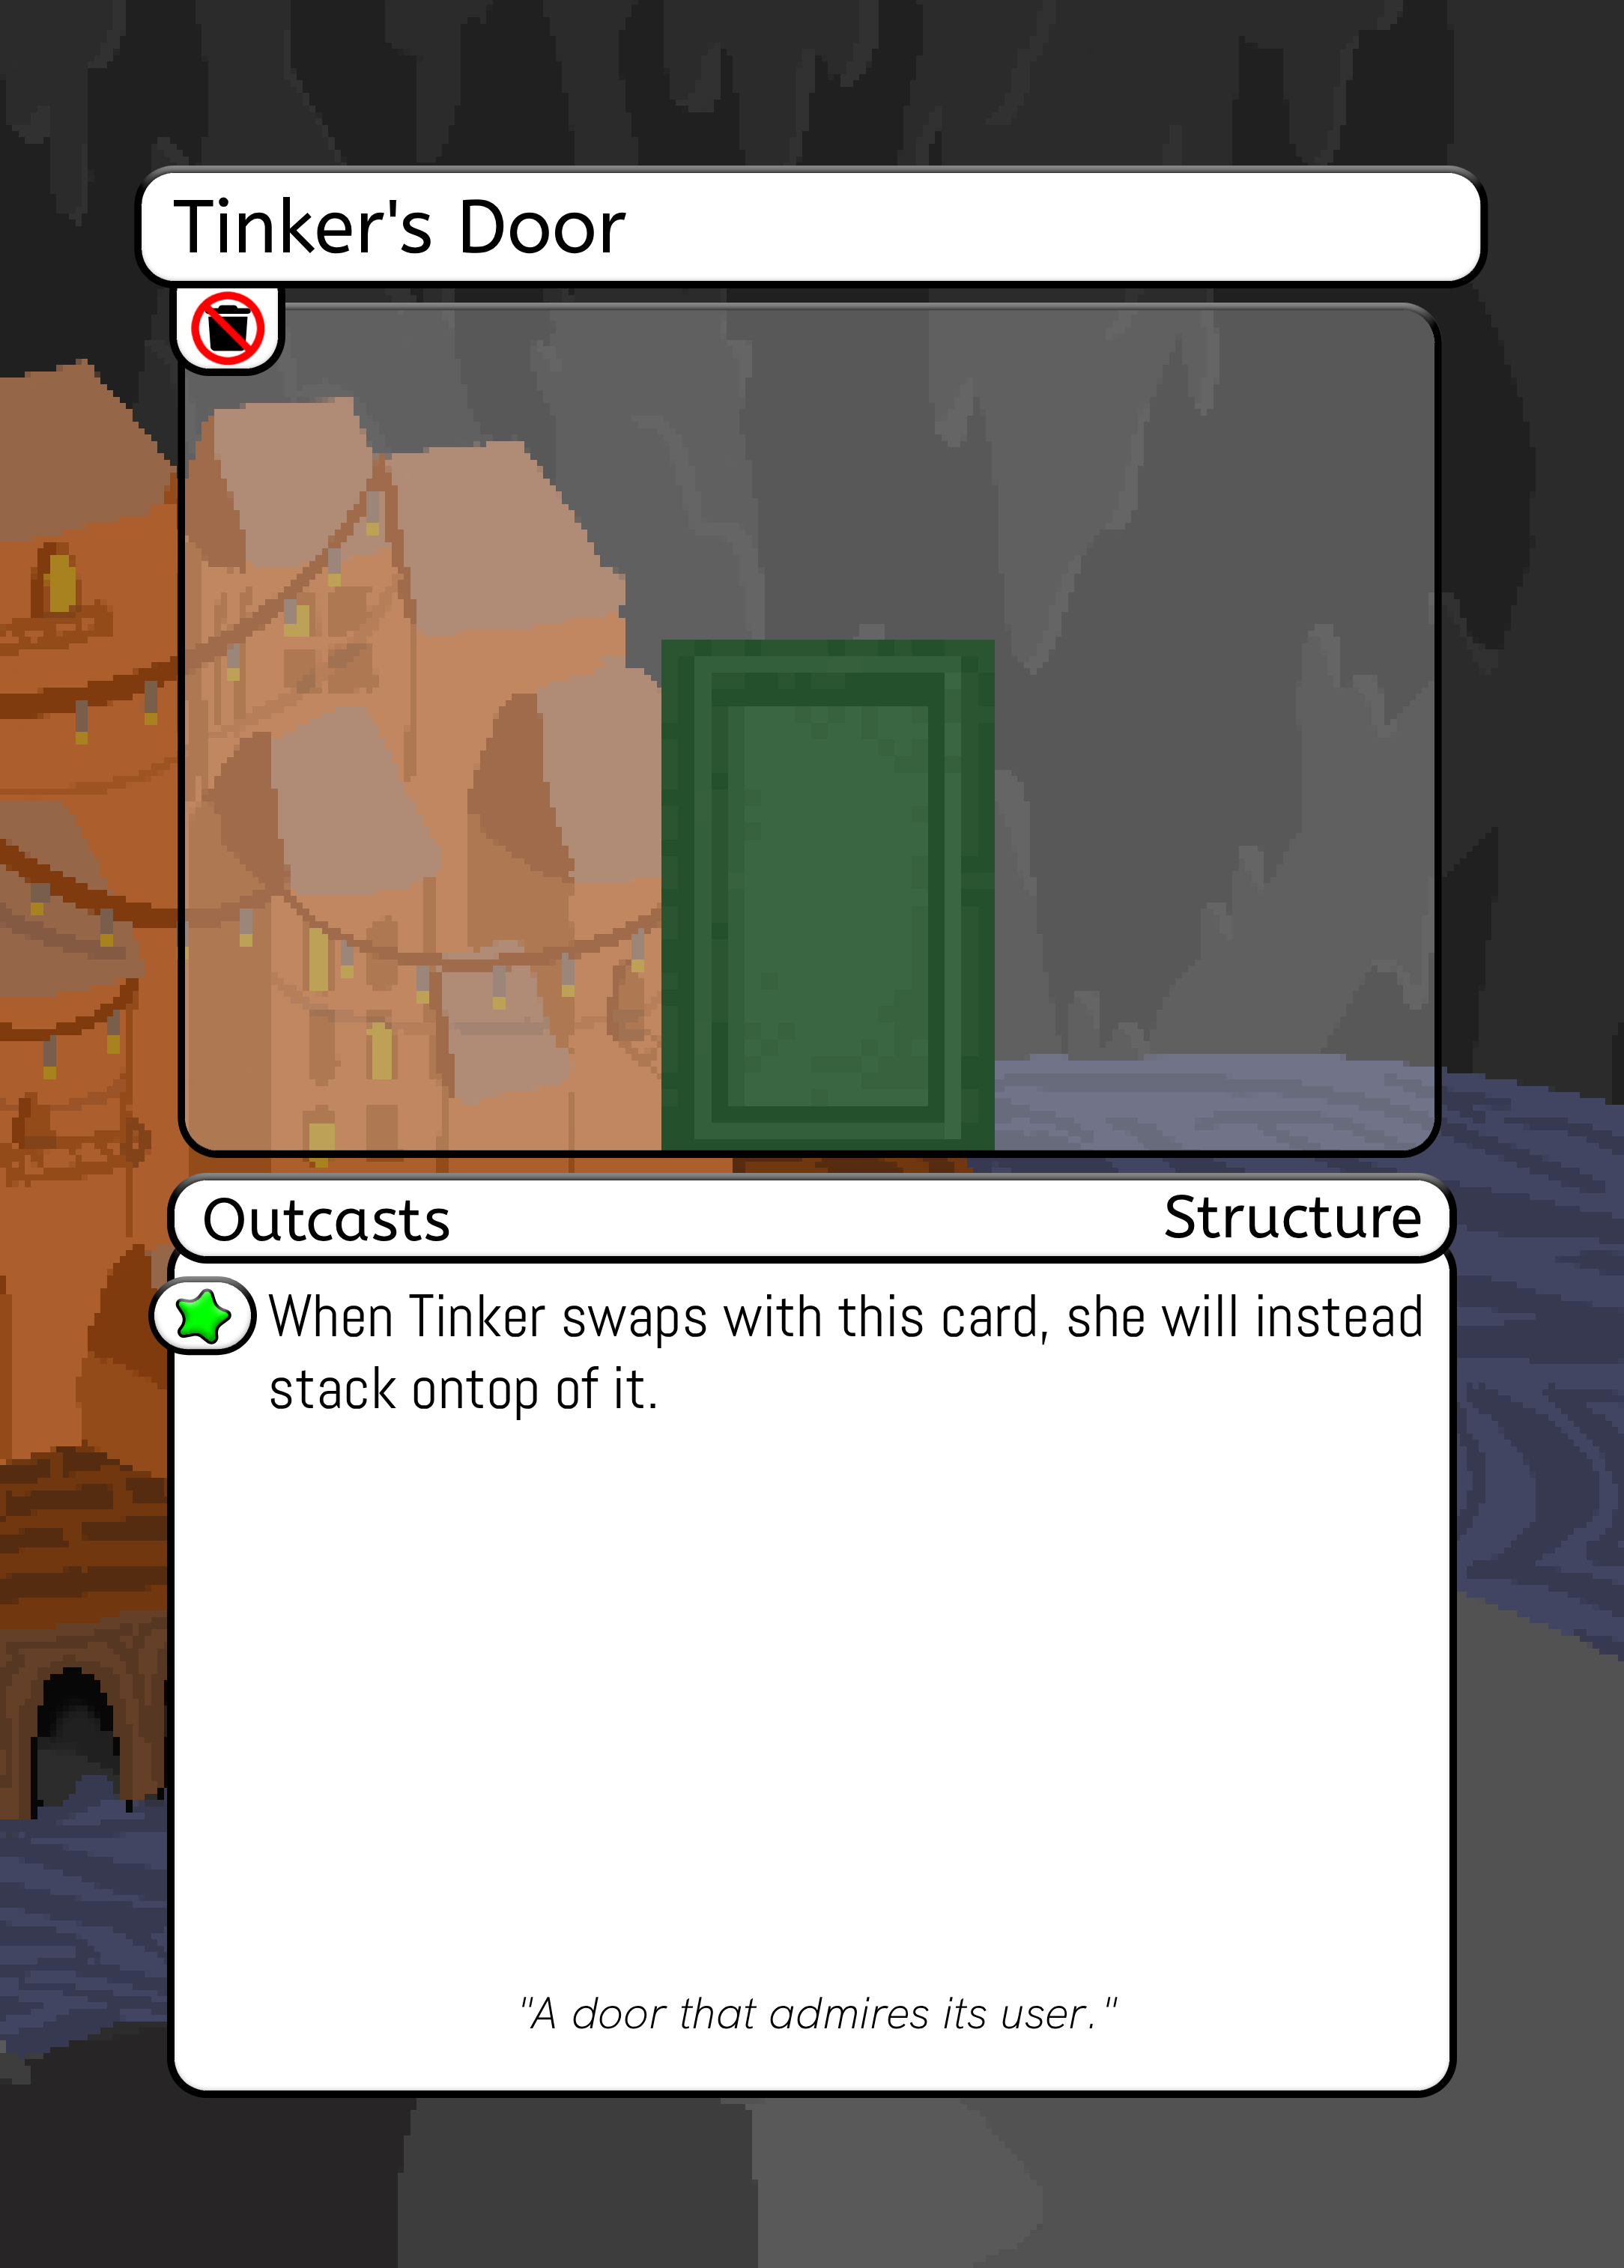 Tinker's Door
Outcasts
Structure
When Tinker swaps with this card, she will instead
stack ontop of it.
"A door that admires its user."